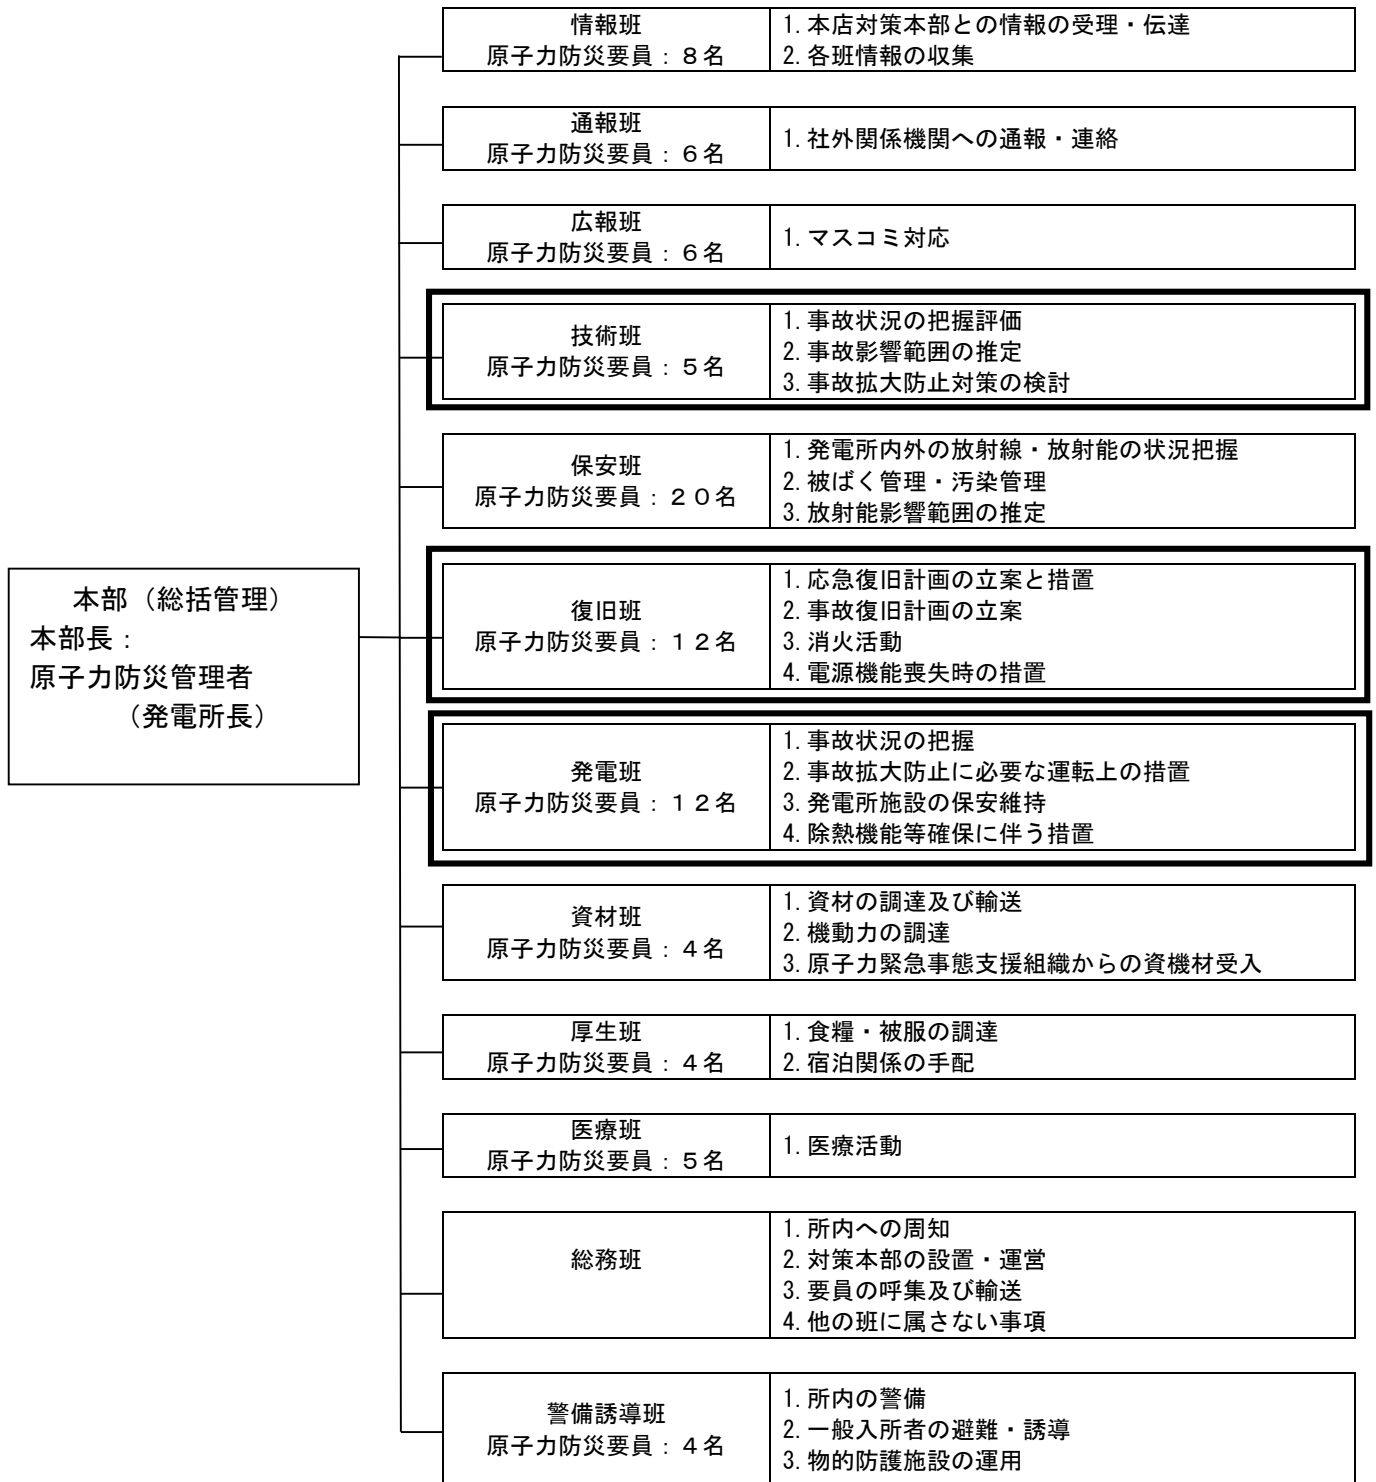 情報班
原子力防災要員：８名
1.本店対策本部との情報の受理・伝達
2.各班情報の収集
通報班
原子力防災要員：６名
1.社外関係機関への通報・連絡
広報班
原子力防災要員：６名
1.マスコミ対応
技術班
原子力防災要員：５名
1.事故状況の把握評価
2.事故影響範囲の推定
3.事故拡大防止対策の検討
保安班
原子力防災要員：２０名
1.発電所内外の放射線・放射能の状況把握
2.被ばく管理・汚染管理
3.放射能影響範囲の推定
本部（総括管理）
本部長：
原子力防災管理者
（発電所長）
復旧班
原子力防災要員：１２名
1.応急復旧計画の立案と措置
2.事故復旧計画の立案
3.消火活動
4.電源機能喪失時の措置
発電班
原子力防災要員：１２名
1.事故状況の把握
2.事故拡大防止に必要な運転上の措置
3.発電所施設の保安維持
4.除熱機能等確保に伴う措置
資材班
原子力防災要員：４名
1.資材の調達及び輸送
2.機動力の調達
3.原子力緊急事態支援組織からの資機材受入
厚生班
原子力防災要員：４名
1.食糧・被服の調達
2.宿泊関係の手配
医療班
原子力防災要員：５名
1.医療活動
総務班
1.所内への周知
2.対策本部の設置・運営
3.要員の呼集及び輸送
4.他の班に属さない事項
警備誘導班
原子力防災要員：４名
1.所内の警備
2.一般入所者の避難・誘導
3.物的防護施設の運用